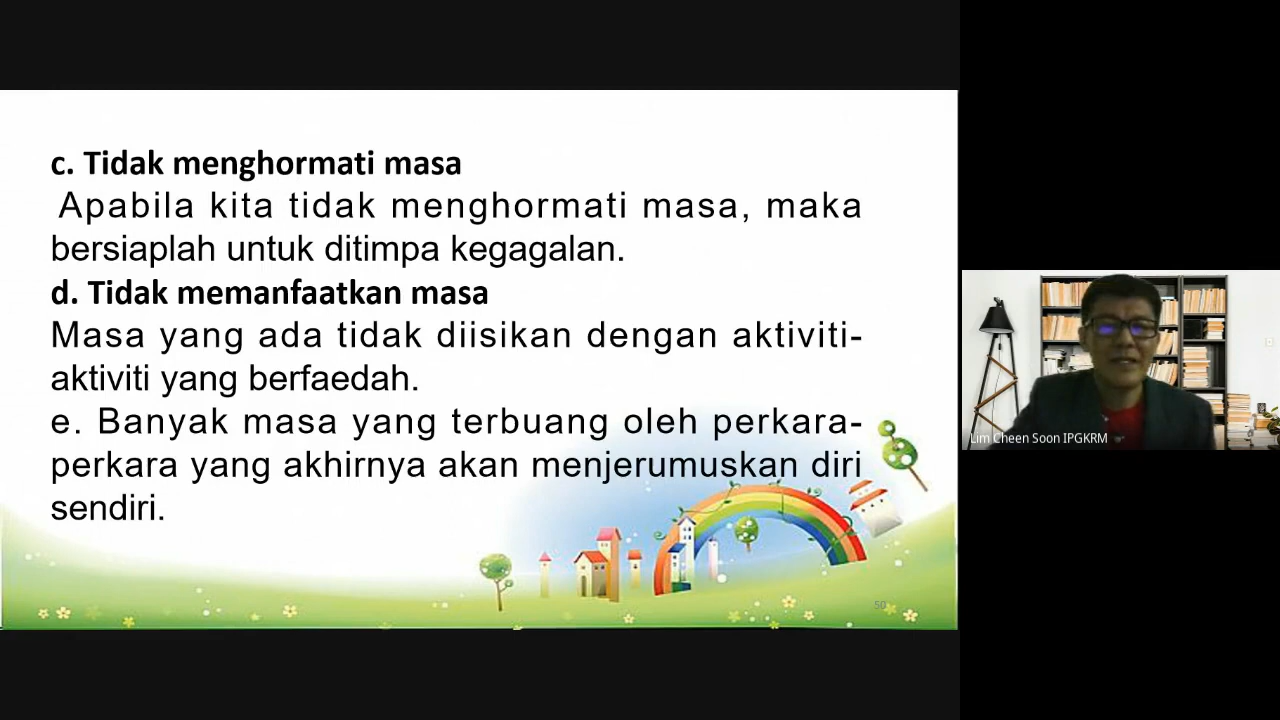 c. Tidak menghormati masa
Apabila kita tidak menghormati masa, maka
bersiaplah untuk ditimpa kegagalan.
d. Tidak memanfaatkan masa
Masa yang ada tidak diisikan dengan aktiviti-
aktiviti yang berfaedah.
e. Banyak masa yang terbuang oleh perkara-
perkara yang akhirnya akan menjerumuskan diri
sendiri.
50
Lim Cheen Soon IPGKRM